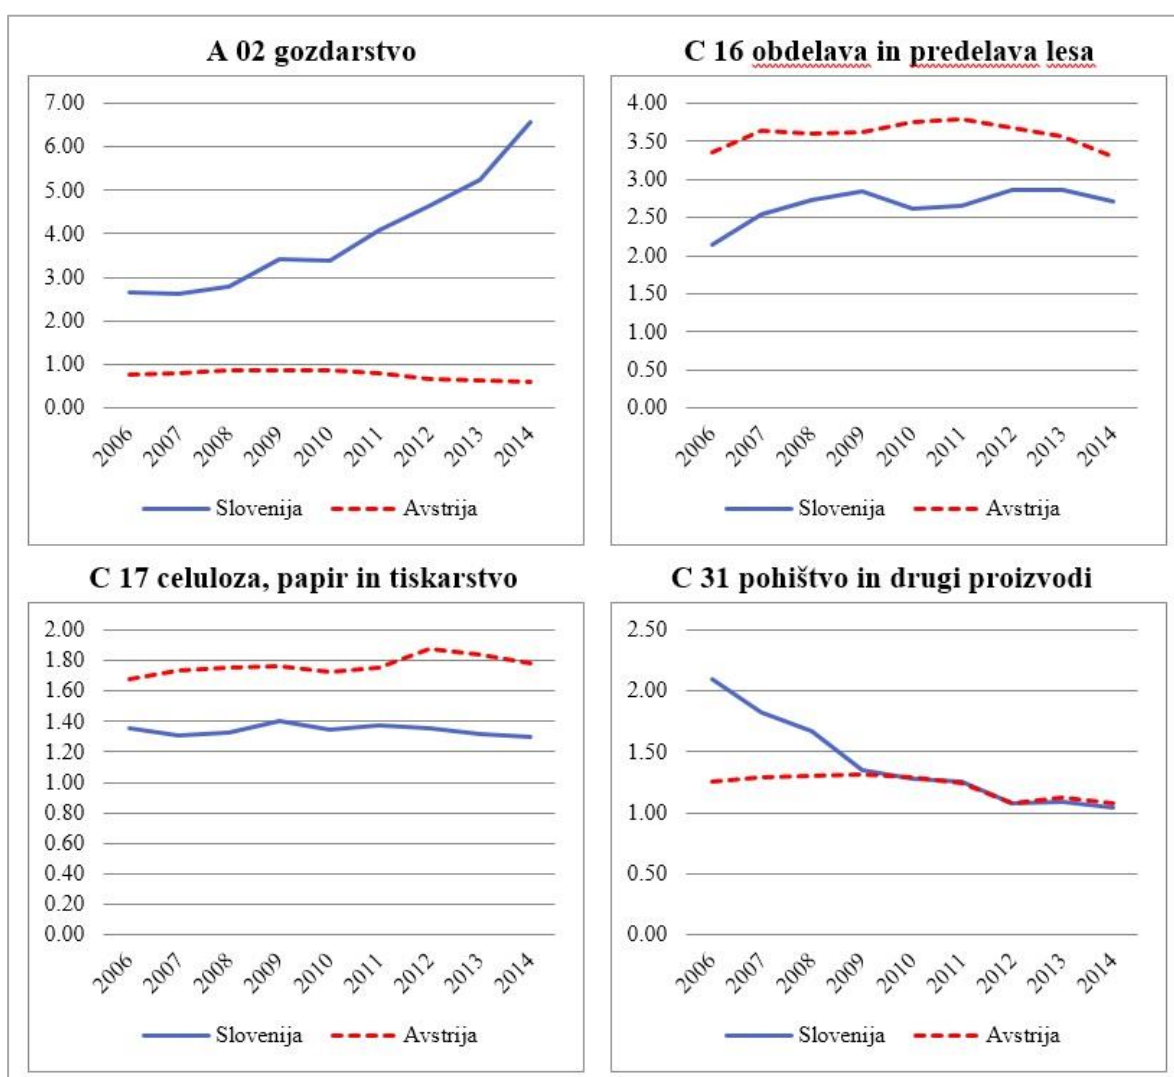 A 02 gozdarstvo
7.00
6.00
5.00
4.00
3.00
2.00
1.00
0.00
2006 2007 2008 2009 2010 2011 2012 2013 2014
Slovenija Avstrija
C 16 obdelava in predelava lesa
4.00
3.50
3.00
2.50
2.00
1.50
1.00
0.50
0.00
2006 2007 2008 2009 2010 2011 2012 2013 2014
Slovenija Avstrija
C 17 celuloza, papir in tiskarstvo
2.00
1.80
1.60
1.40
1.20
1.00
0.80
0.60
0.40
0.20
0.00
2006 2007 2008 2009 2010 2011 2012 2013 2014
Slovenija Avstrija
C 31 pohištvo in drugi proizvodi
2.50
2.00
1.50
1.00
0.50
0.00
2006 2007 2008 2009 2010 2011 2012 2013 2014
Slovenija Avstrija